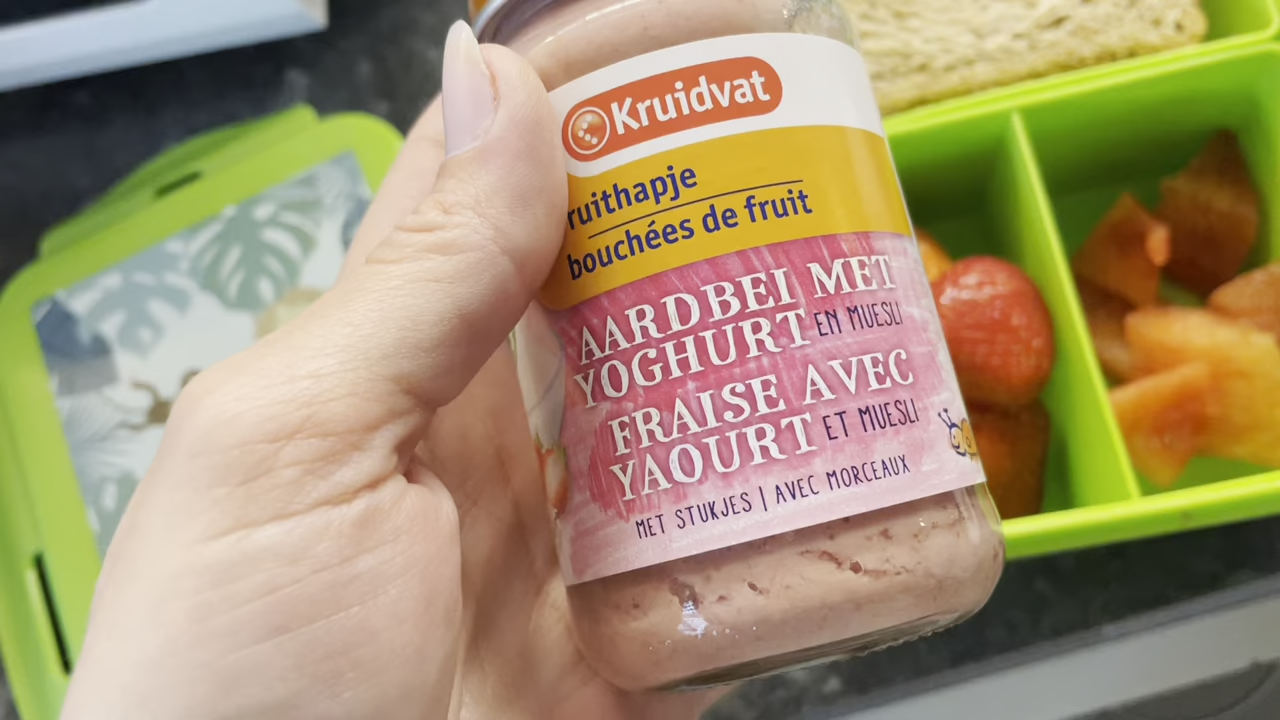 Kruidvat
ruithapje
bouchées de fruit
AARDBEI MET
YOGHURT EN MUESLI
FRAISE AVEC
YAOURT ET MUESLI
MET STUKJES | AVEC MORCEAUX